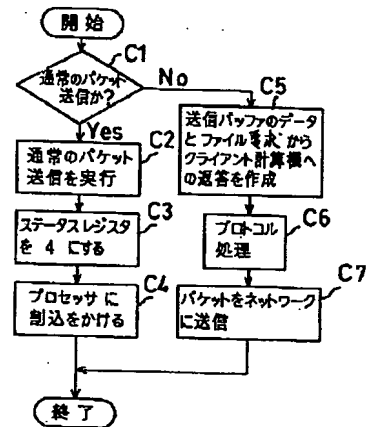 開始
C1
通常のパケット
送信か?
No
Yes
C2
通常のパケット
送信を実行
C3
ステータスレジスタ
を 4 にする
C4
プロセッサに
割込をかける
C5
送信バッファのデータ
とファイル要求から
クライアント計算機へ
の返答を作成
C6
プロトコル
処理
C7
パケットをネットワーク
に送信
終了